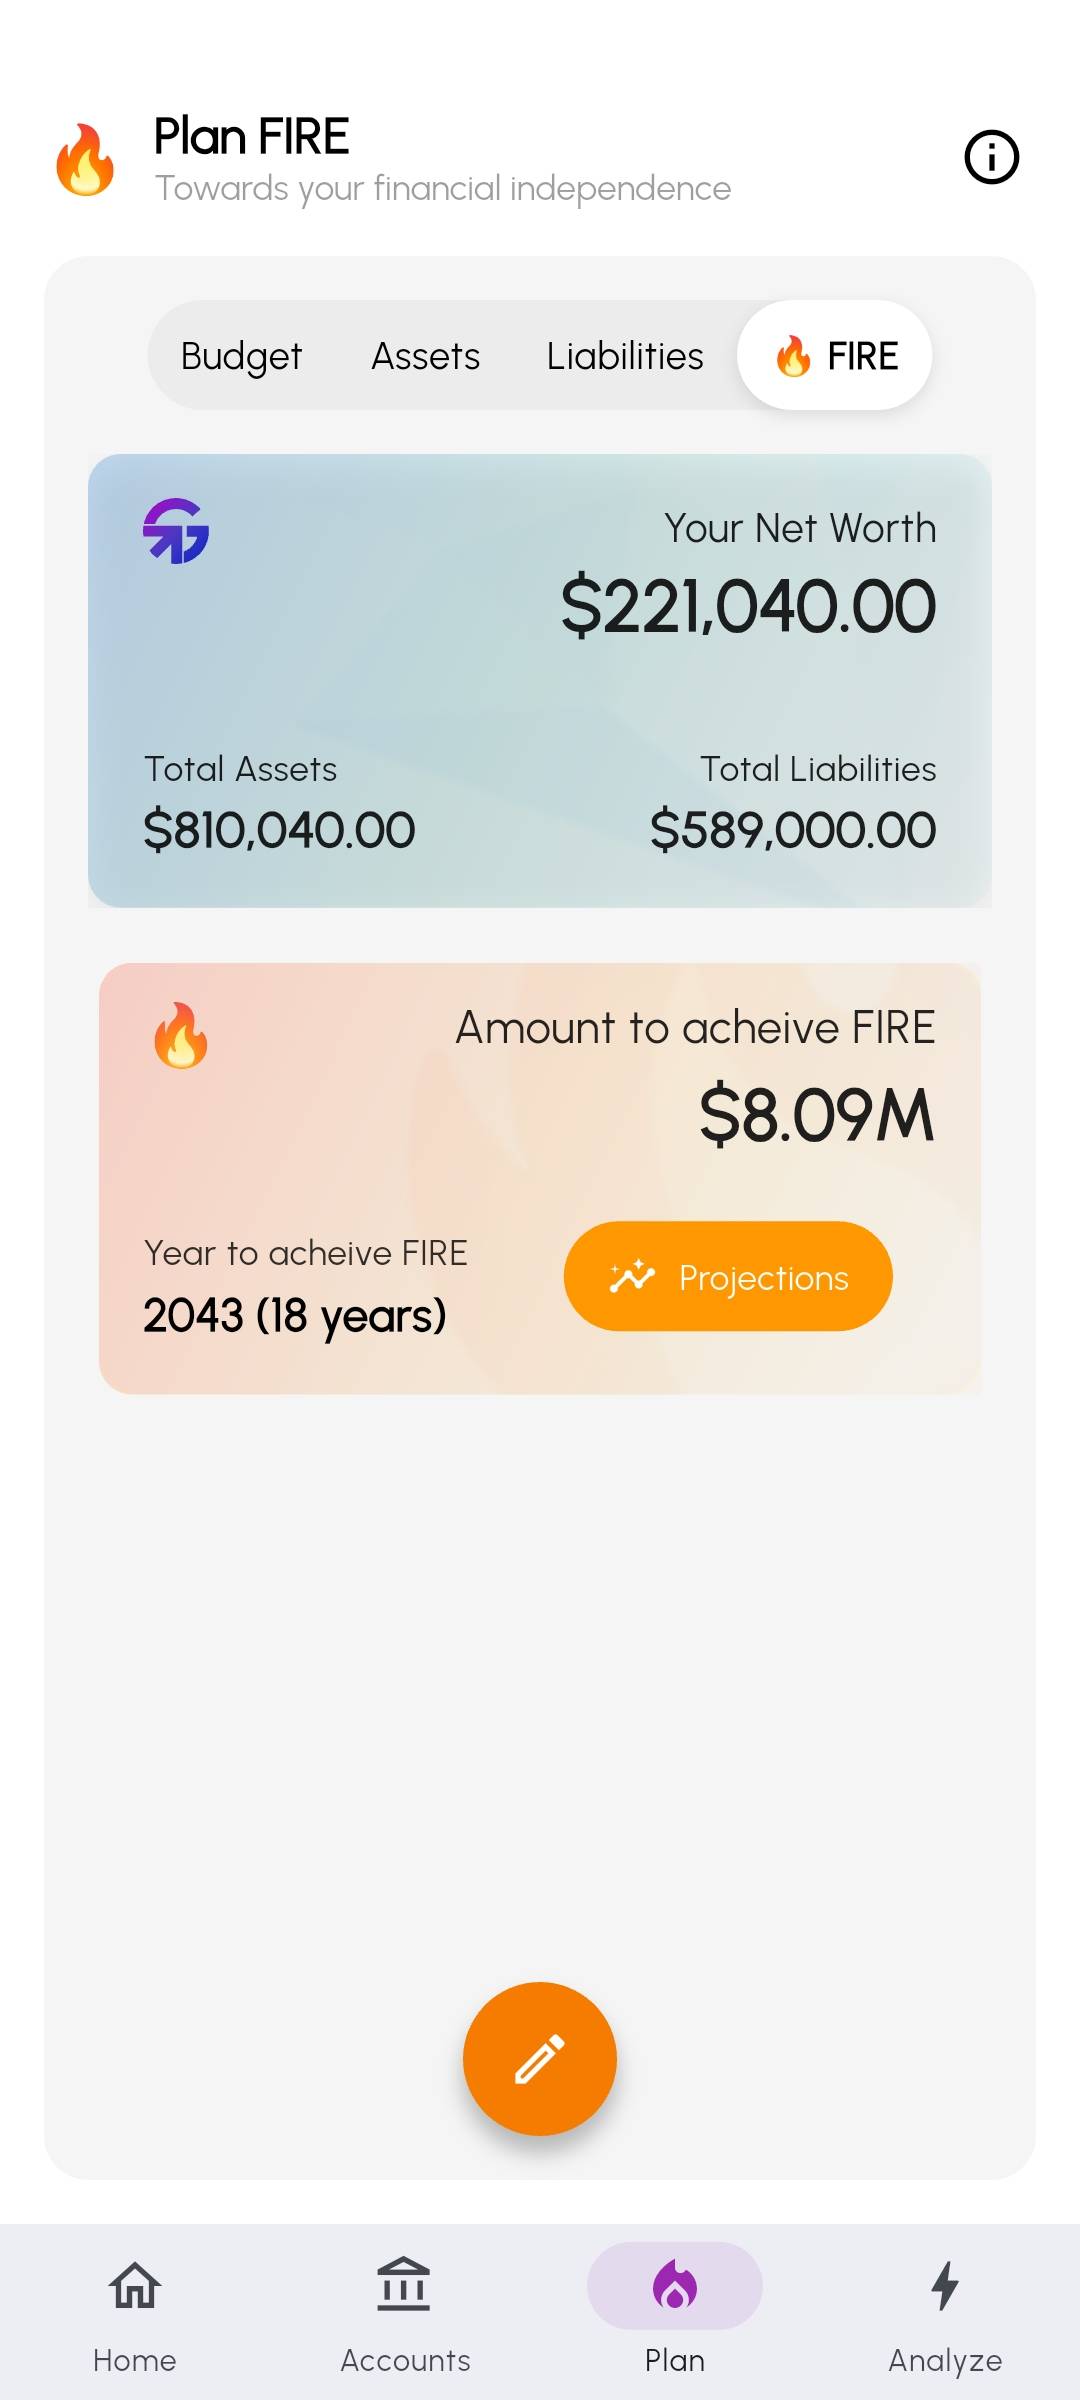 Plan FIRE
Towards your financial independence
Budget Assets Liabilities FIRE
Your Net Worth
$221,040.00
Total Assets Total Liabilities
$810,040.00 $589,000.00
Amount to acheive FIRE
$8.09M
Year to acheive FIRE
2043 (18 years)
Projections
Home Accounts Plan Analyze